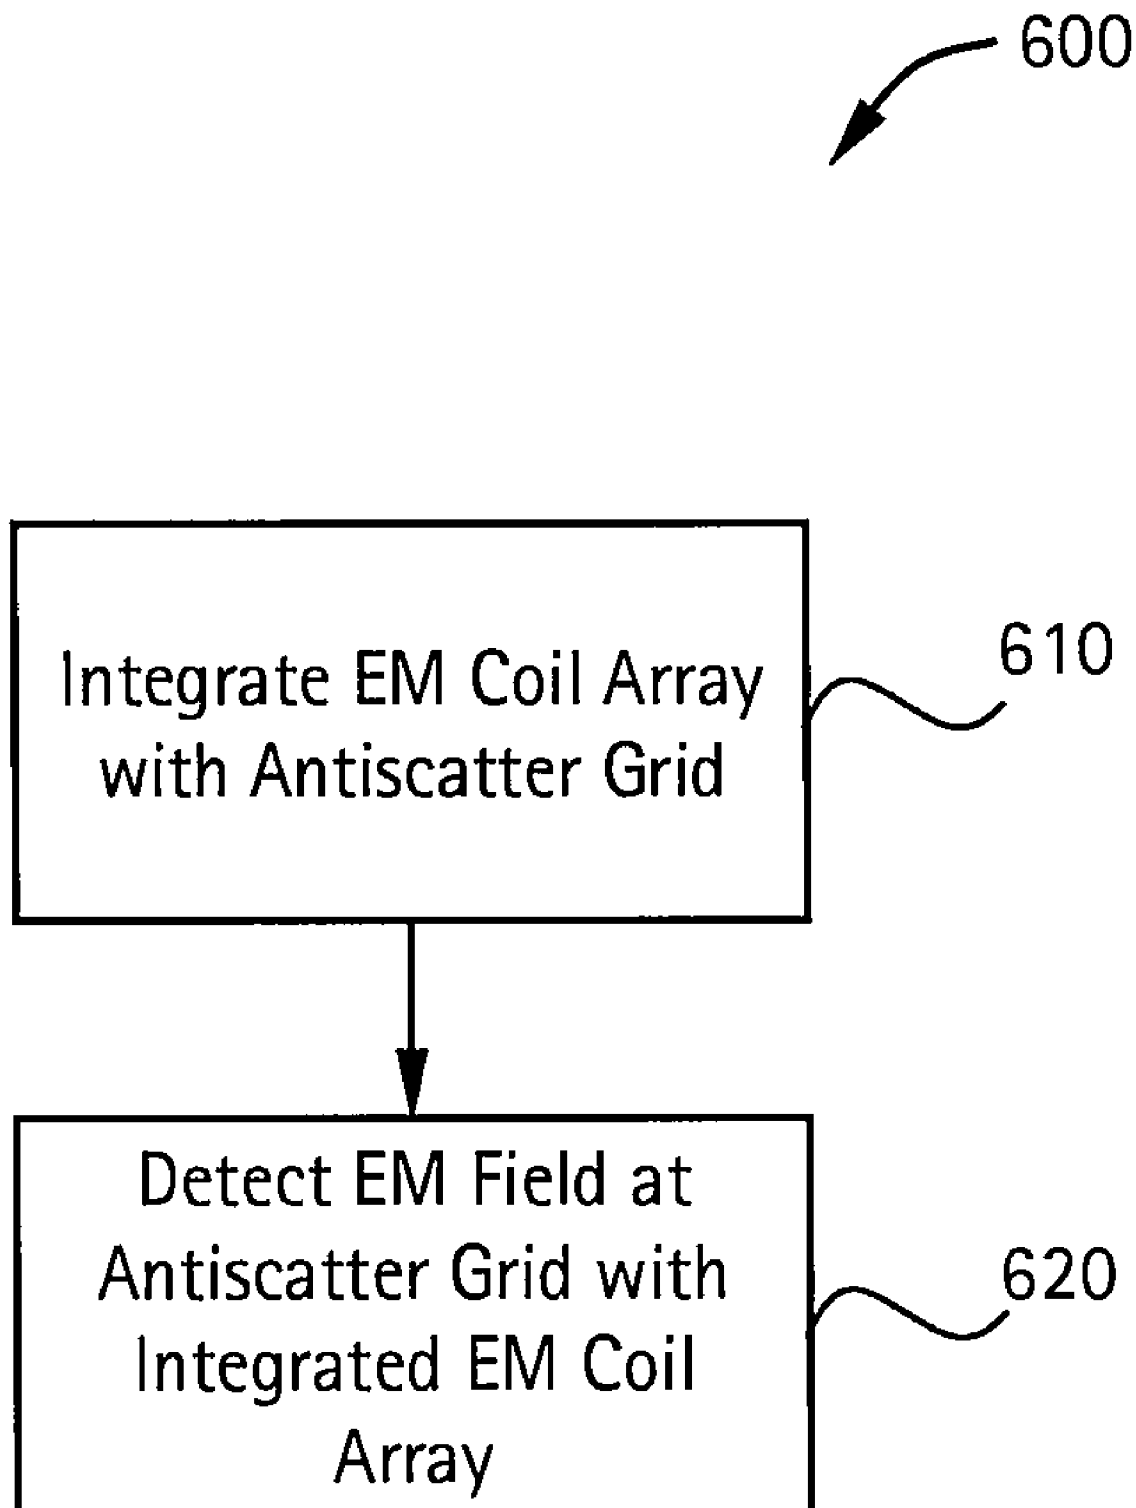 600
Integrate EM Coil Array
with Antiscatter Grid
610
Detect EM Field at
Antiscatter Grid with
Integrated EM Coil
Array
620